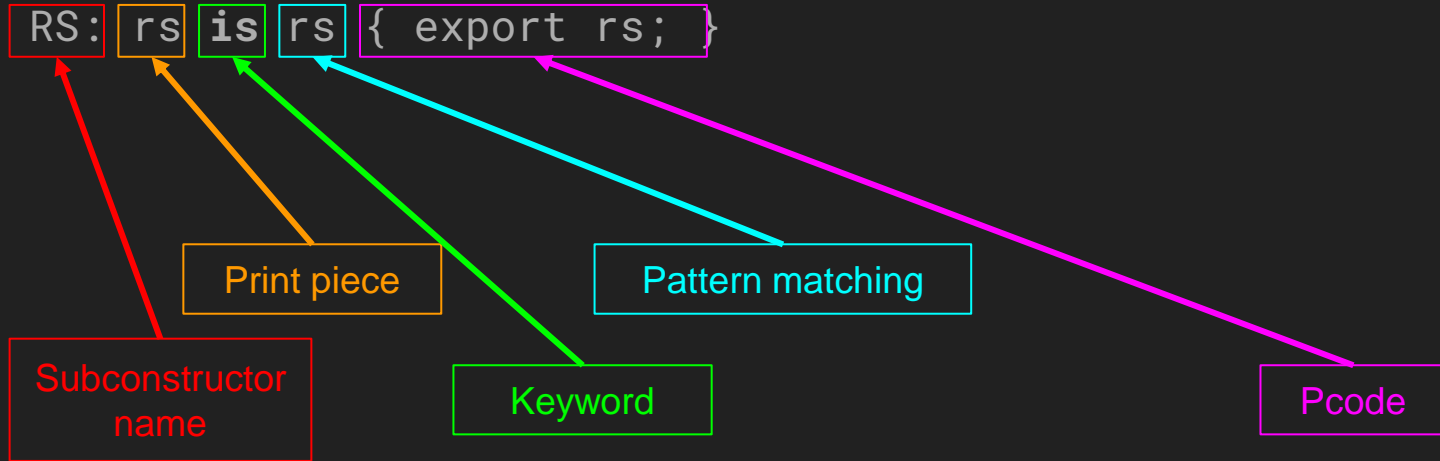 RS: rs is rs { export rs; }
Print piece
Pattern matching
Subconstructor
name
Keyword
Pcode